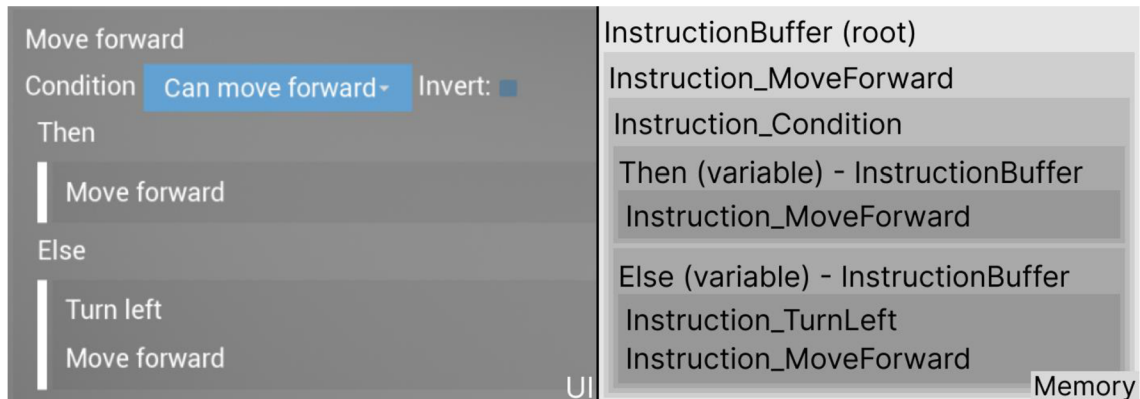 Move forward
Condition Can move forward Invert:
Then
Move forward
Else
Turn left
Move forward
UI
InstructionBuffer (root)
Instruction_MoveForward
Instruction_Condition
Then (variable) - InstructionBuffer
Instruction_MoveForward
Else (variable) - InstructionBuffer
Instruction_TurnLeft
Instruction_MoveForward
Memory